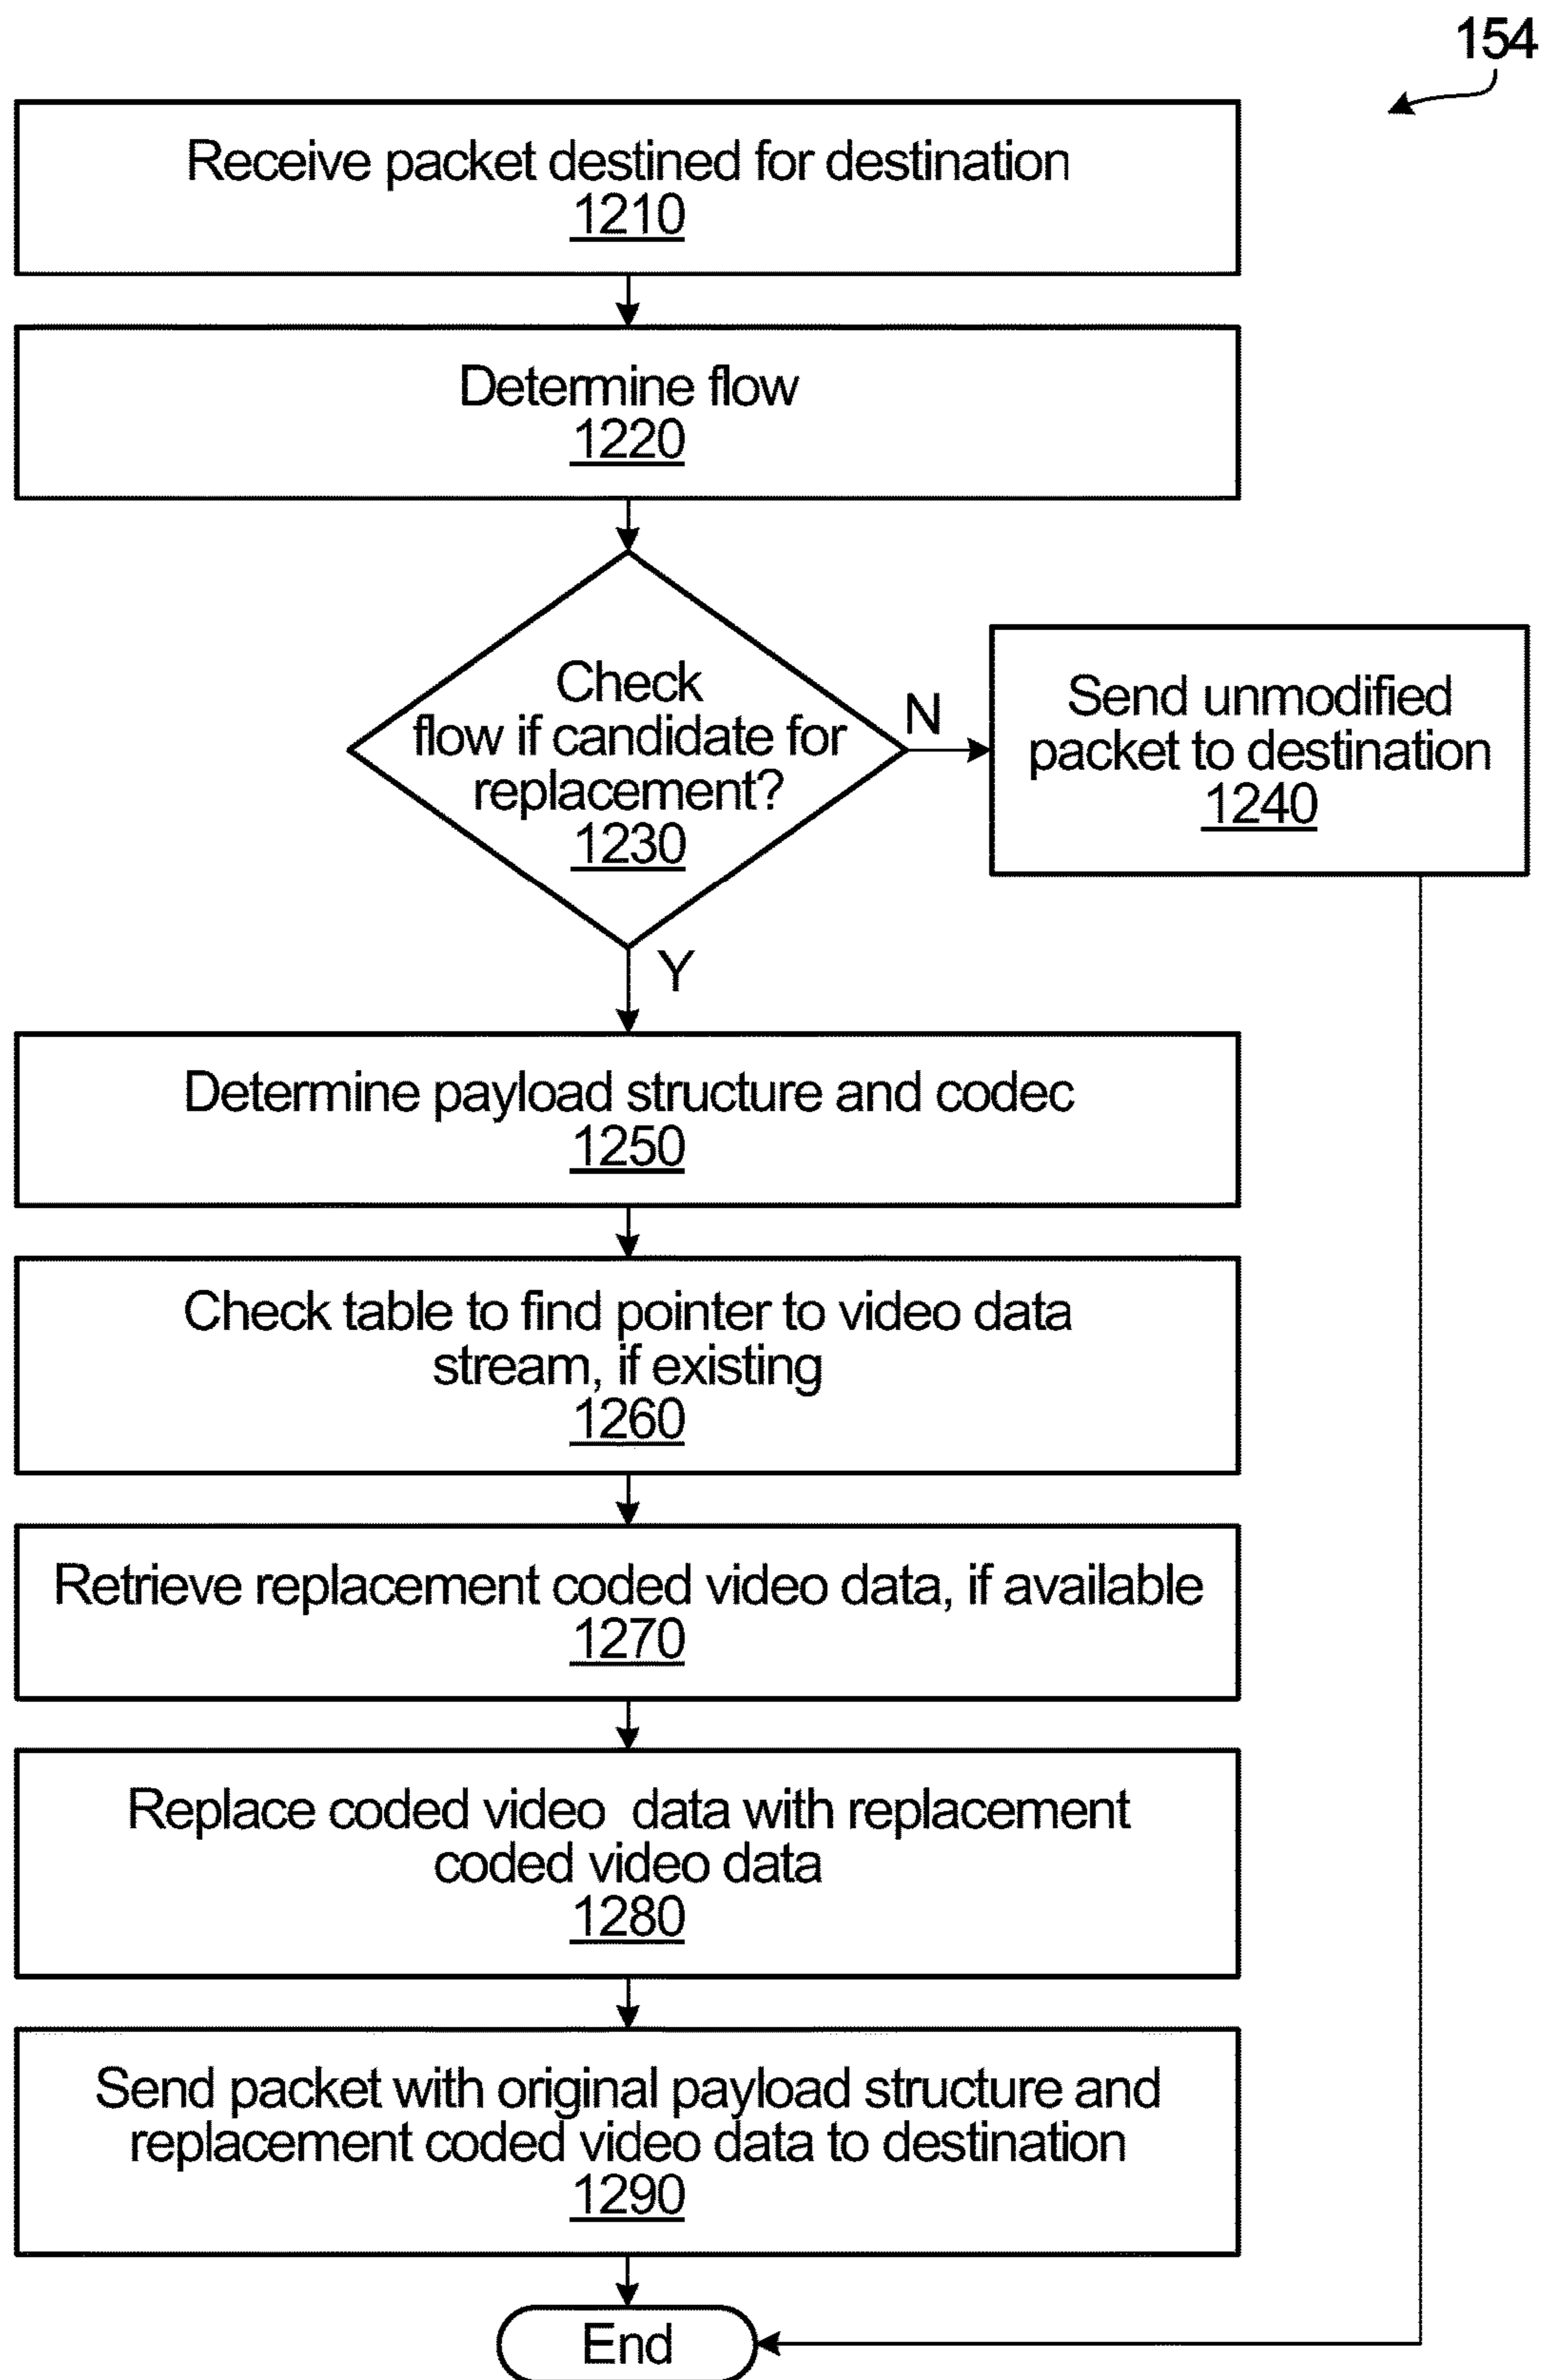 154
Receive packet destined for destination
1210
Determine flow
1220
Check
flow if candidate for
replacement?
1230
N
Send unmodified
packet to destination
1240
Y
Determine payload structure and codec
1250
Check table to find pointer to video data
stream, if existing
1260
Retrieve replacement coded video data, if available
1270
Replace coded video data with replacement
coded video data
1280
Send packet with original payload structure and
replacement coded video data to destination
1290
End